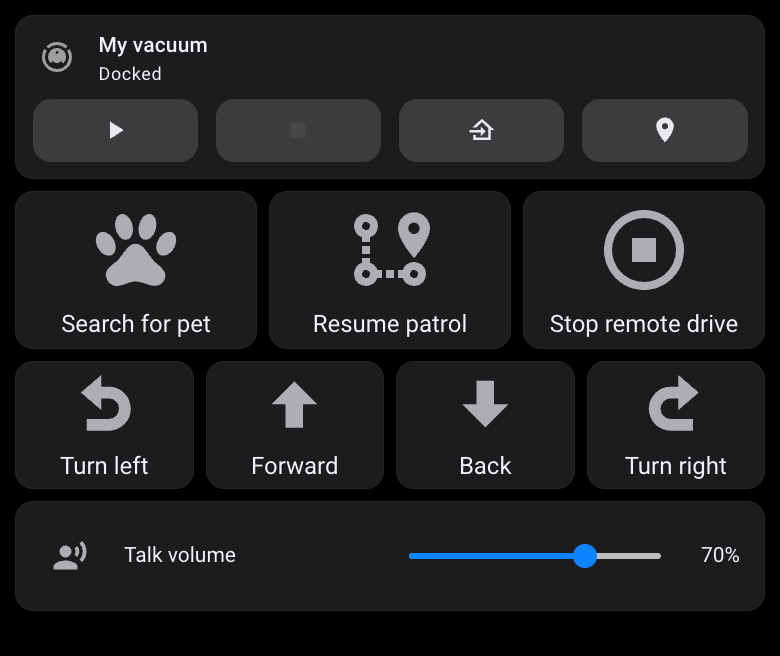 My vacuum
Docked
Search for pet
Resume patrol
Stop remote drive
Turn left
Forward
Back
Turn right
Talk volume
70%